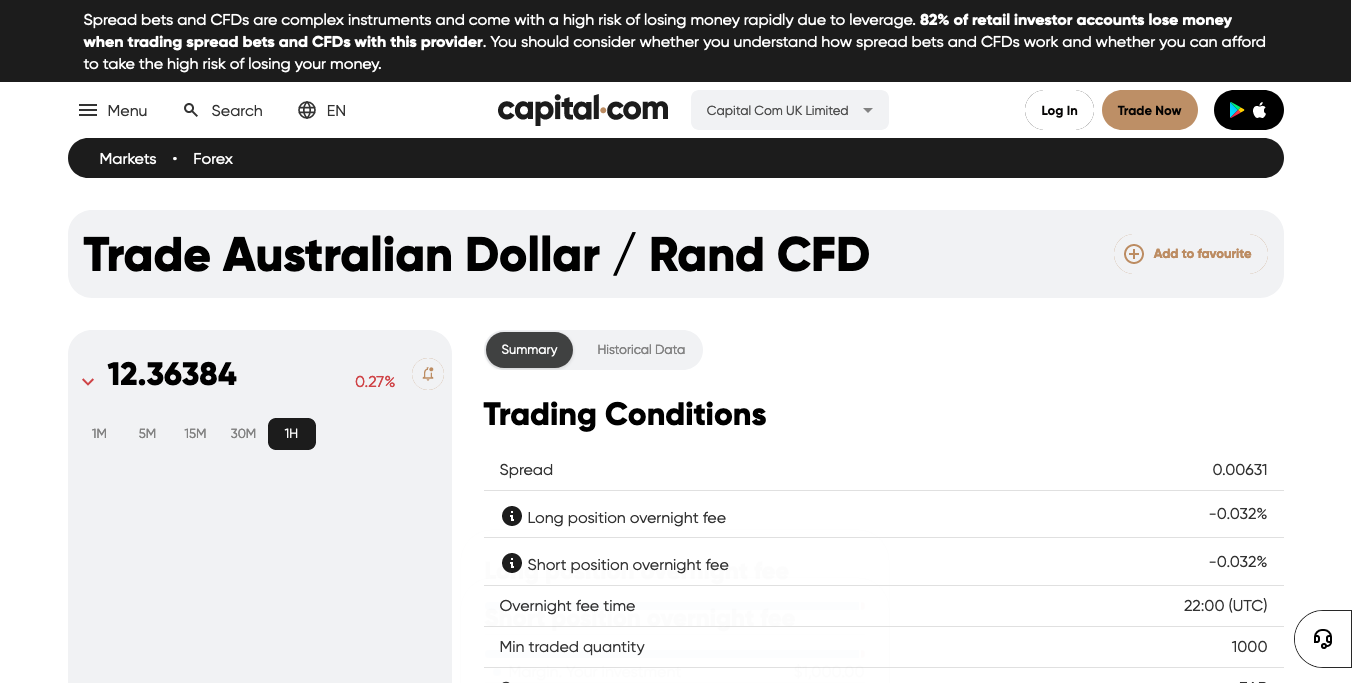 Spread bets and CFDs are complex instruments and come with a high risk of losing money rapidly due to leverage. 82% of retail investor accounts lose money
when trading spread bets and CFDs with this provider. You should consider whether you understand how spread bets and CFDs work and whether you can afford
to take the high risk of losing your money.
Menu Search EN capital.com Capital Com UK Limited Log In Trade Now
Markets • Forex
Trade Australian Dollar / Rand CFD Add to favourite
12.36384 0.27%
1M 5M 15M 30M 1H
Summary Historical Data
Trading Conditions
Spread 0.00631
Long position overnight fee -0.032%
Short position overnight fee -0.032%
Overnight fee time 22:00 (UTC)
Min traded quantity 1000